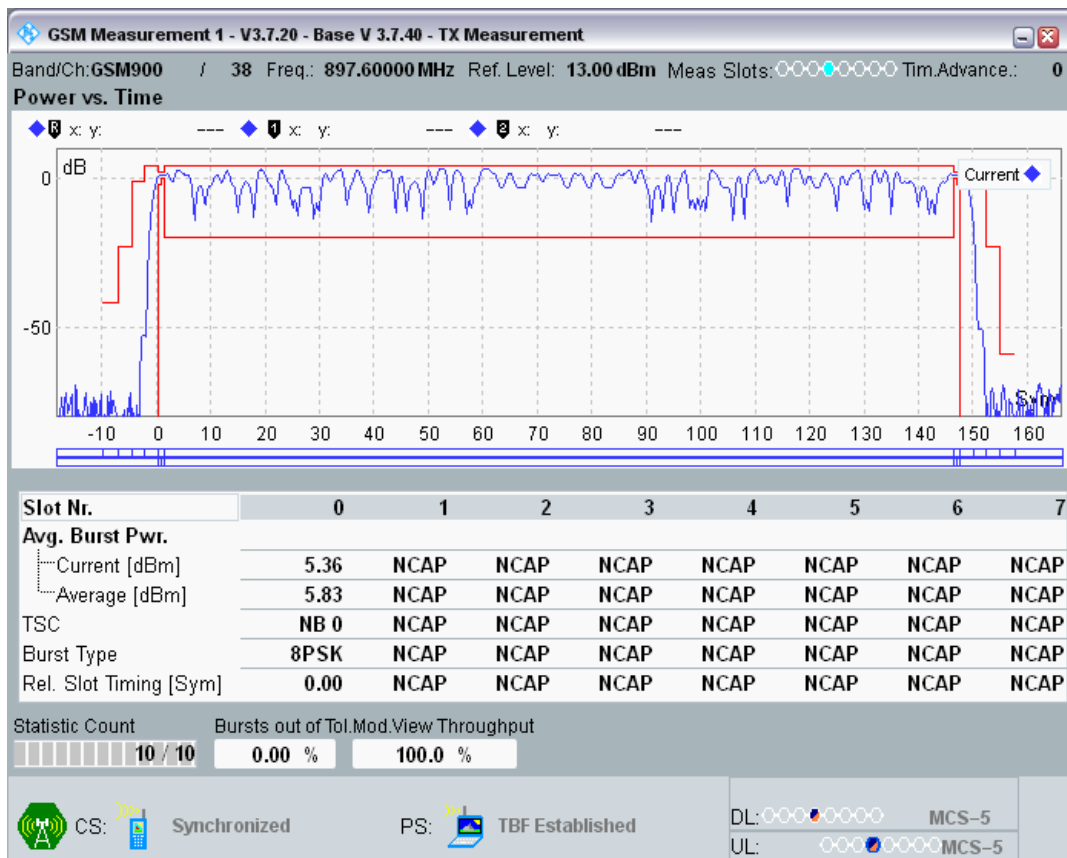 GSM Measurement 1 - V3.7.20 - Base V 3.7.40 - TX Measurement
Band/Ch:GSM900 / 38 Freq.: 897.60000 MHz Ref. Level: 13.00 dBm Meas Slots: Tim.Advance.: 0
Power vs. Time
R x: y: --- 1 x: y: --- 2 x: y: ---
dB
Current
0
-50
Sym
-10 0 10 20 30 40 50 60 70 80 90 100 110 120 130 140 150 160
Slot Nr. 0 1 2 3 4 5 6 7
Avg. Burst Pwr.
Current [dBm] 5.36 NCAP NCAP NCAP NCAP NCAP NCAP NCAP
Average [dBm] 5.83 NCAP NCAP NCAP NCAP NCAP NCAP NCAP
TSC NB 0 NCAP NCAP NCAP NCAP NCAP NCAP NCAP
Burst Type 8PSK NCAP NCAP NCAP NCAP NCAP NCAP NCAP
Rel. Slot Timing [Sym] 0.00 NCAP NCAP NCAP NCAP NCAP NCAP NCAP
Statistic Count Bursts out of Tol.Mod.View Throughput
10 / 10 0.00 % 100.0 %
CS: Synchronized PS: TBF Established
DL: MCS-5
UL: MCS-5